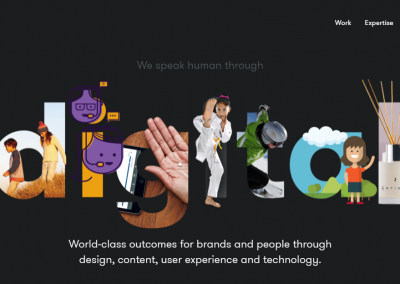 Work Expertise
We speak human through
digital
World-class outcomes for brands and people through
design, content, user experience and technology.